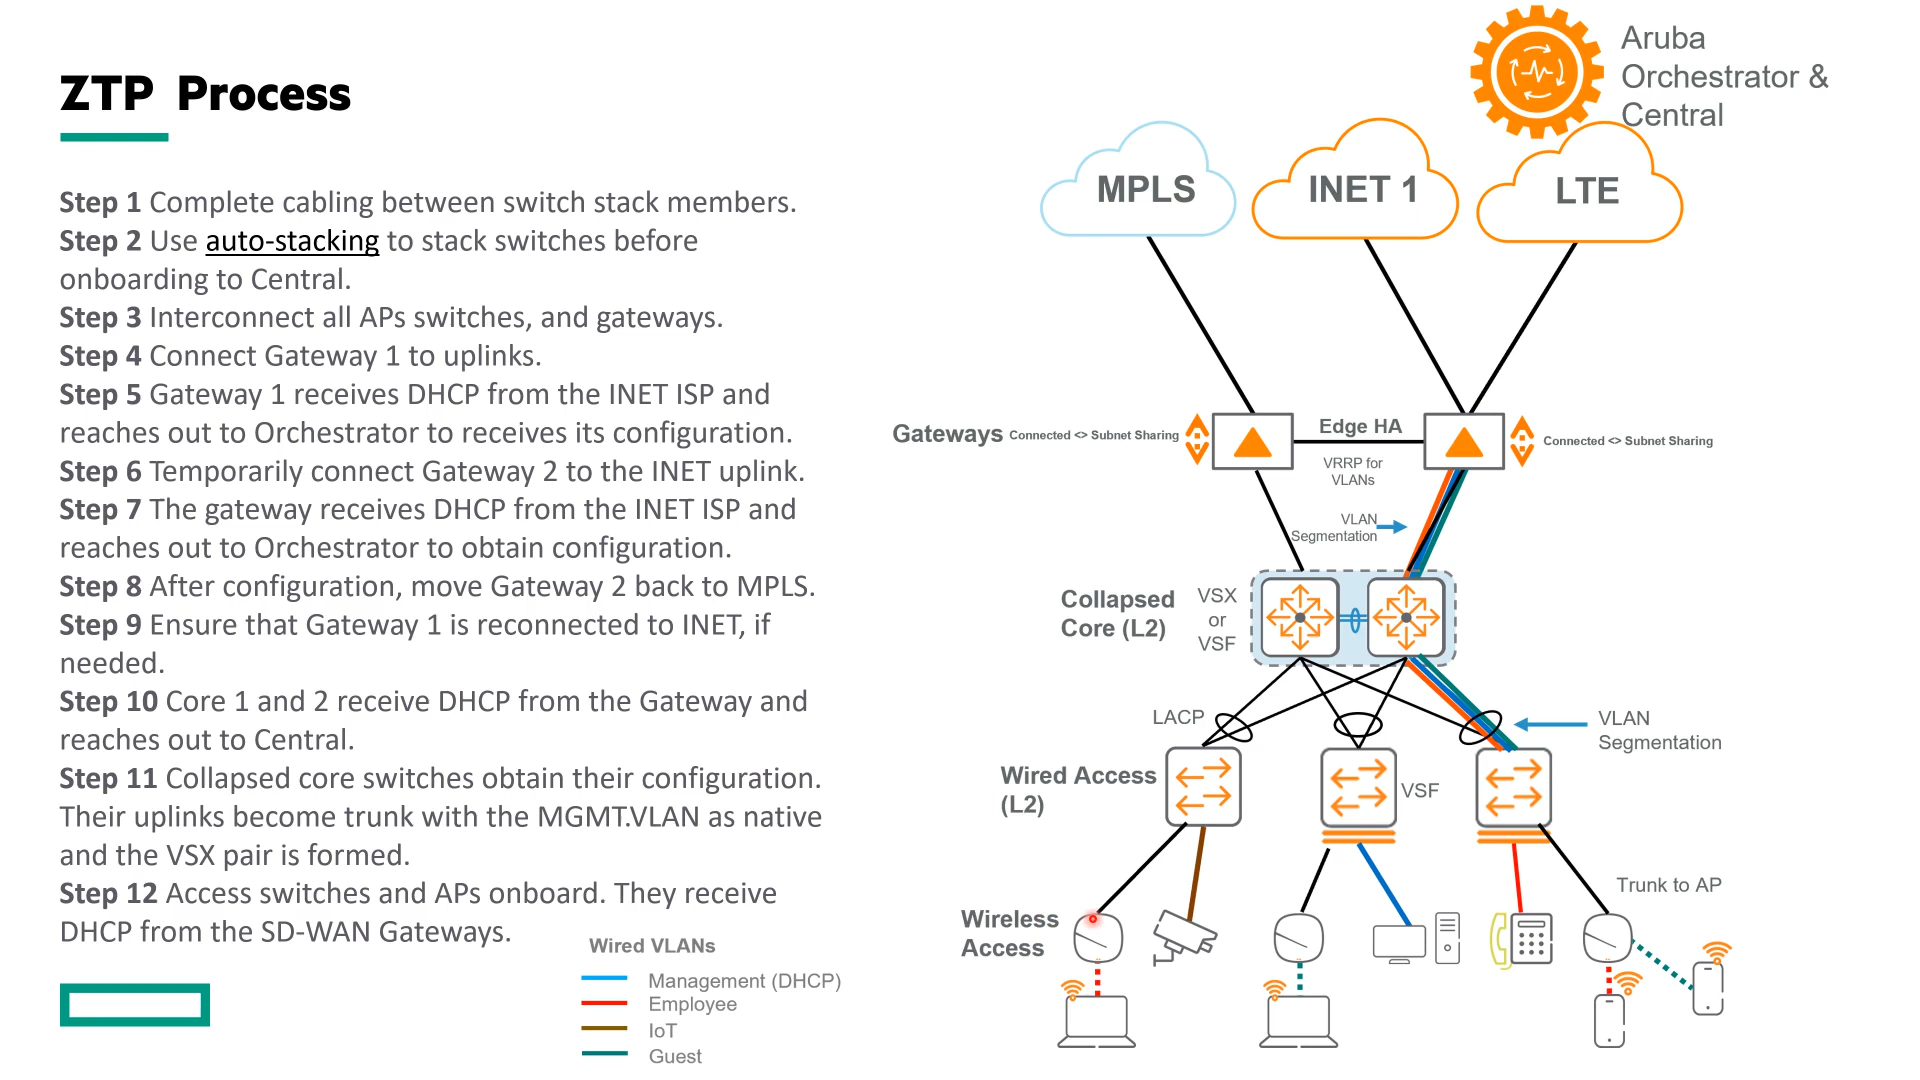 ZTP Process
Step 1 Complete cabling between switch stack members.
Step 2 Use auto-stacking to stack switches before
onboarding to Central.
Step 3 Interconnect all APs switches, and gateways.
Step 4 Connect Gateway 1 to uplinks.
Step 5 Gateway 1 receives DHCP from the INET ISP and
reaches out to Orchestrator to receives its configuration.
Step 6 Temporarily connect Gateway 2 to the INET uplink.
Step 7 The gateway receives DHCP from the INET ISP and
reaches out to Orchestrator to obtain configuration.
Step 8 After configuration, move Gateway 2 back to MPLS.
Step 9 Ensure that Gateway 1 is reconnected to INET, if
needed.
Step 10 Core 1 and 2 receive DHCP from the Gateway and
reaches out to Central.
Step 11 Collapsed core switches obtain their configuration.
Their uplinks become trunk with the MGMT.VLAN as native
and the VSX pair is formed.
Step 12 Access switches and APs onboard. They receive
DHCP from the SD-WAN Gateways.
Wired VLANs
Management (DHCP)
Employee
IoT
Guest
Aruba
Orchestrator &
Central
MPLS
INET 1
LTE
Gateways
Connected <> Subnet Sharing
Edge HA
VRRP for
VLANs
Connected <> Subnet Sharing
VLAN
Segmentation
Collapsed
Core (L2)
VSX
or
VSF
LACP
VLAN
Segmentation
Wired Access
(L2)
VSF
Trunk to AP
Wireless
Access